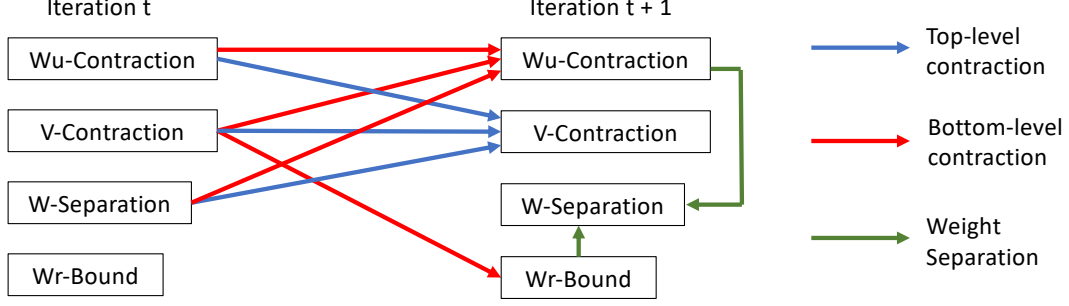 Iteration t
Iteration t + 1
Wu-Contraction
V-Contraction
W-Separation
Wr-Bound
Wu-Contraction
V-Contraction
W-Separation
Wr-Bound
Top-level
contraction
Bottom-level
contraction
Weight
Separation